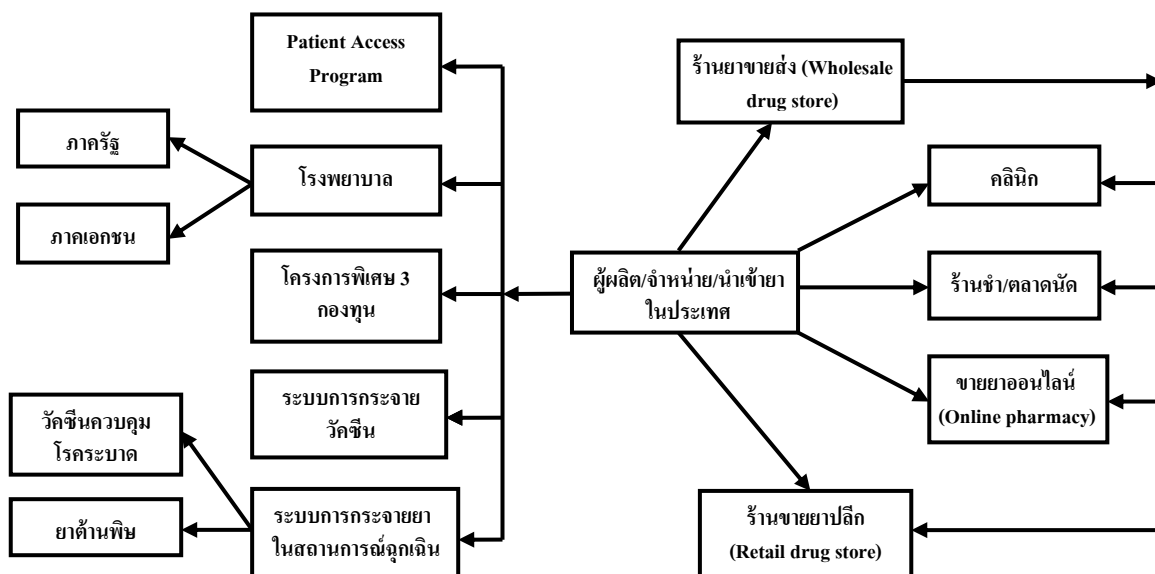 Patient Access
Program
ร้านยาขายส่ง (Wholesale
drug store)
ภาครัฐ
โรงพยาบาล
คลินิก
ภาคเอกชน
โครงการพิเศษ 3
กองทุน
ผู้ผลิต/จำหน่าย/นำเข้ายา
ในประเทศ
ร้านชำ/ตลาดนัด
ระบบการกระจาย
วัคซีน
ขายยาออนไลน์
(Online pharmacy)
วัคซีนควบคุม
โรคระบาด
ยาต้านพิษ
ระบบการกระจายยา
ในสถานการณ์ฉุกเฉิน
ร้านขายยาปลีก
(Retail drug store)